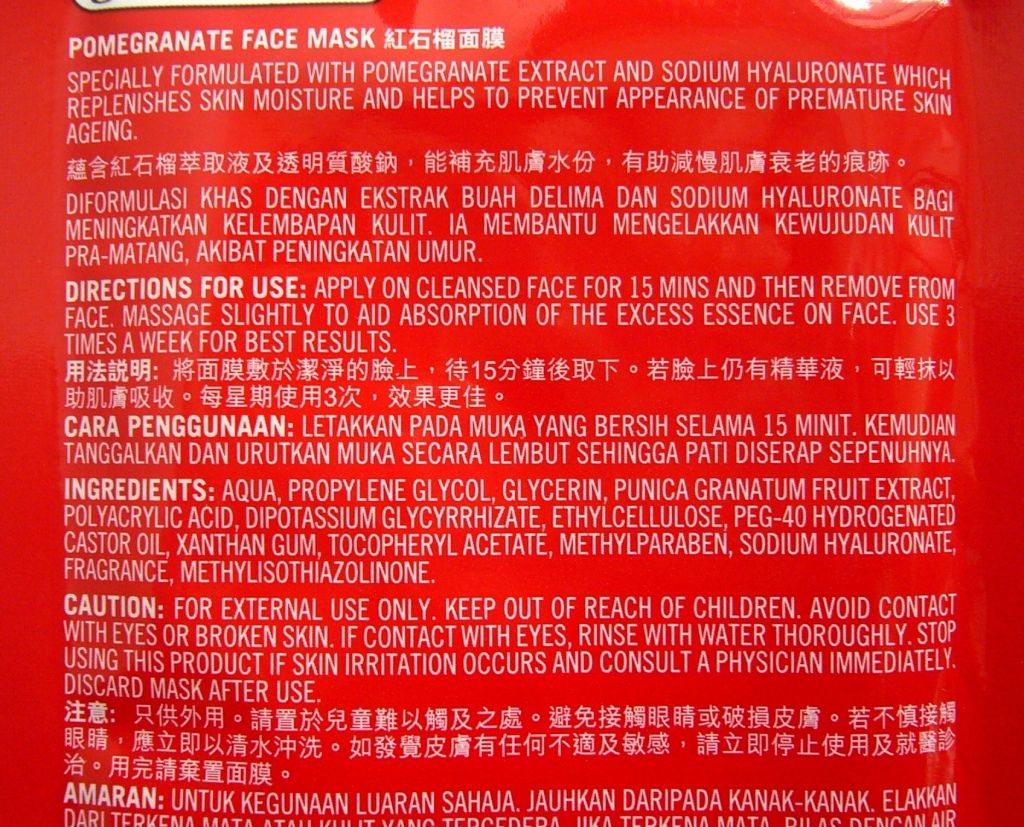 POMEGRANATE FACE MASK 紅石榴面膜
SPECIALLY FORMULATED WITH POMEGRANATE EXTRACT AND SODIUM HYALURONATE WHICH
REPLENISHES SKIN MOISTURE AND HELPS TO PREVENT APPEARANCE OF PREMATURE SKIN
AGEING.
蘊含紅石榴萃取液及透明質酸鈉，能補充肌膚水份，有助減慢肌膚衰老的痕跡。
DIFORMULASI KHAS DENGAN EKSTRAK BUAH DELIMA DAN SODIUM HYALURONATE BAGI
MENINGKATKAN KELEMBAPAN KULIT. IA MEMBANTU MENGELAKKAN KEWUJUDAN KULIT
PRA-MATANG, AKIBAT PENINGKATAN UMUR.
DIRECTIONS FOR USE: APPLY ON CLEANSED FACE FOR 15 MINS AND THEN REMOVE FROM
FACE. MASSAGE SLIGHTLY TO AID ABSORPTION OF THE EXCESS ESSENCE ON FACE. USE 3
TIMES A WEEK FOR BEST RESULTS.
用法說明: 將面膜敷於潔淨的臉上，待15分鐘後取下。若臉上仍有精華液，可輕抹以
助肌膚吸收。每星期使用3次，效果更佳。
CARA PENGGUNAAN: LETAKKAN PADA MUKA YANG BERSIH SELAMA 15 MINIT. KEMUDIAN
TANGGALKAN DAN URUTKAN MUKA SECARA LEMBUT SEHINGGA PATI DISERAP SEPENUHNYA.
INGREDIENTS: AQUA, PROPYLENE GLYCOL, GLYCERIN, PUNICA GRANATUM FRUIT EXTRACT,
POLYACRYLIC ACID, DIPOTASSIUM GLYCYRRHIZATE, ETHYLCELLULOSE, PEG-40 HYDROGENATED
CASTOR OIL, XANTHAN GUM, TOCOPHERYL ACETATE, METHYLPARABEN, SODIUM HYALURONATE,
FRAGRANCE, METHYLISOTHIAZOLINONE.
CAUTION: FOR EXTERNAL USE ONLY. KEEP OUT OF REACH OF CHILDREN. AVOID CONTACT
WITH EYES OR BROKEN SKIN. IF CONTACT WITH EYES, RINSE WITH WATER THOROUGHLY. STOP
USING THIS PRODUCT IF SKIN IRRITATION OCCURS AND CONSULT A PHYSICIAN IMMEDIATELY.
DISCARD MASK AFTER USE.
注意: 只供外用。請置於兒童難以觸及之處。避免接觸眼睛或破損皮膚。若不慎接觸
眼睛，應立即以清水沖洗。如發覺皮膚有任何不適及敏感，請立即停止使用及就醫診
治。用完請棄置面膜。
AMARAN: UNTUK KEGUNAAN LUARAN SAHAJA. JAUHKAN DARIPADA KANAK-KANAK. ELAKKAN
DARI TERKENA MATA ATAU KULIT YANG TERCEDERA. JIKA TERKENA MATA, BILAS DENGAN AIR